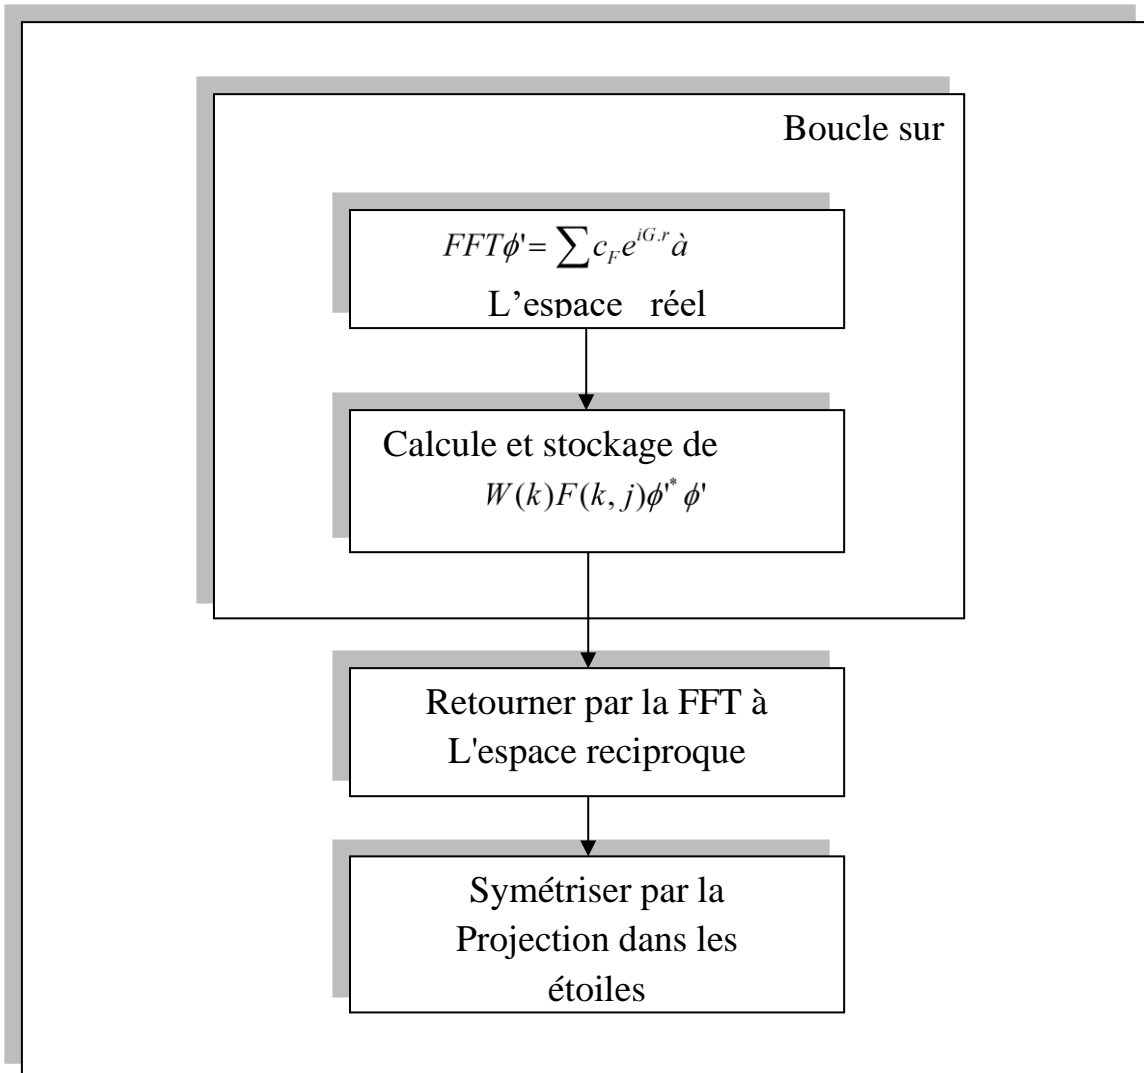 Boucle sur
FFTϕ'= ∑ c_F e^{iG.r} à
L’espace réel
Calcule et stockage de
W(k)F(k, j)ϕ'^* ϕ'
Retourner par la FFT à
L'espace reciproque
Symétriser par la
Projection dans les
étoiles